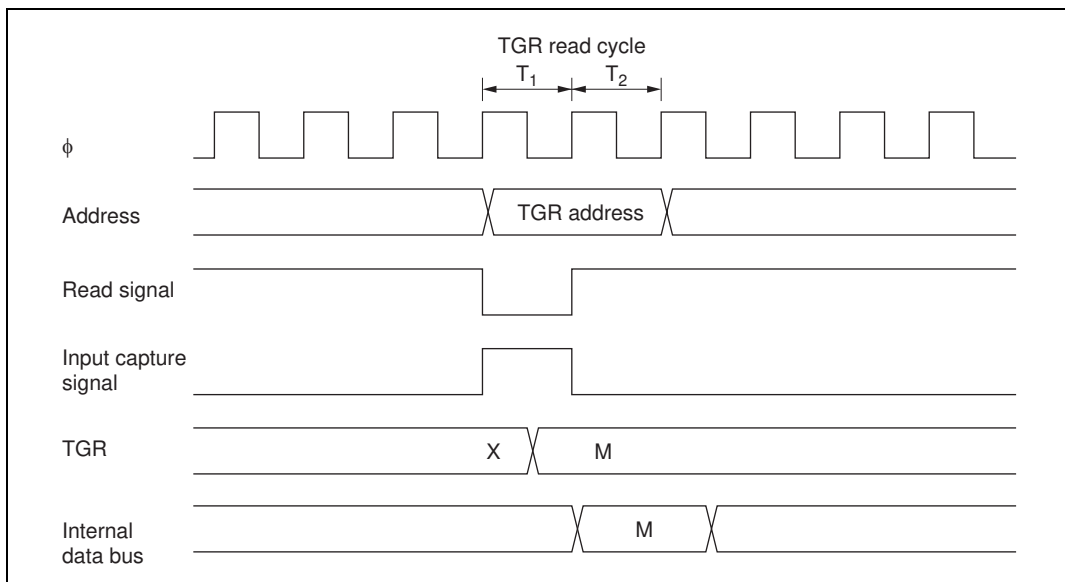 TGR read cycle
T1 T2
ϕ
Address
TGR address
Read signal
Input capture
signal
TGR
X M
Internal
data bus
M